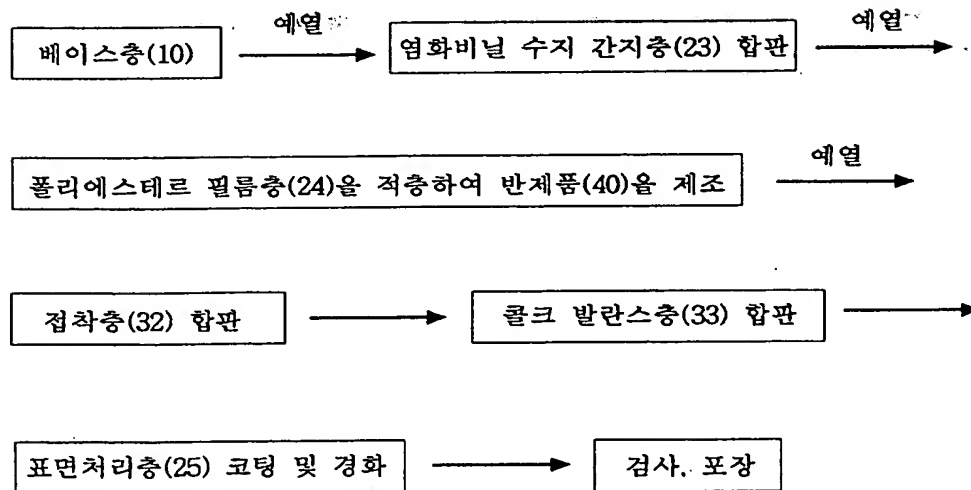 예열 예열
베이스층(10) 염화비닐 수지 간지층(23) 합판
예열
폴리에스테르 필름층(24)을 적층하여 반제품(40)을 제조
접착층(32) 합판 콜크 발란스층(33) 합판
표면처리층(25) 코팅 및 경화 검사, 포장